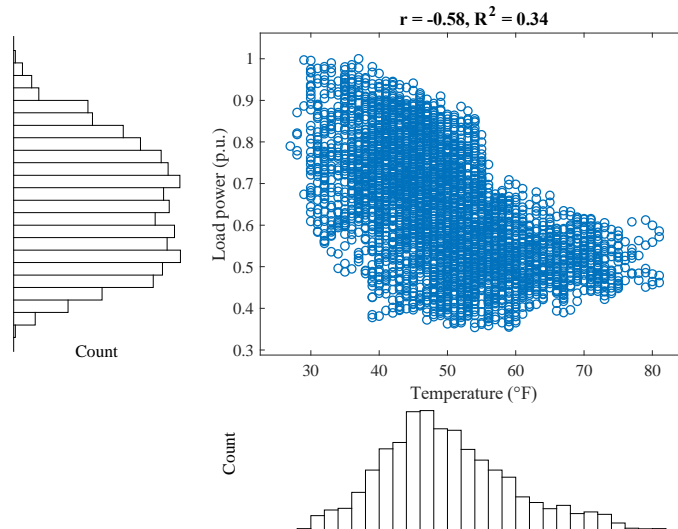 r = -0.58, R² = 0.34
1
0.9
0.8
0.7
0.6
0.5
0.4
0.3
Load power (p.u.)
30
40
50
60
70
80
Temperature (°F)
Count
Count